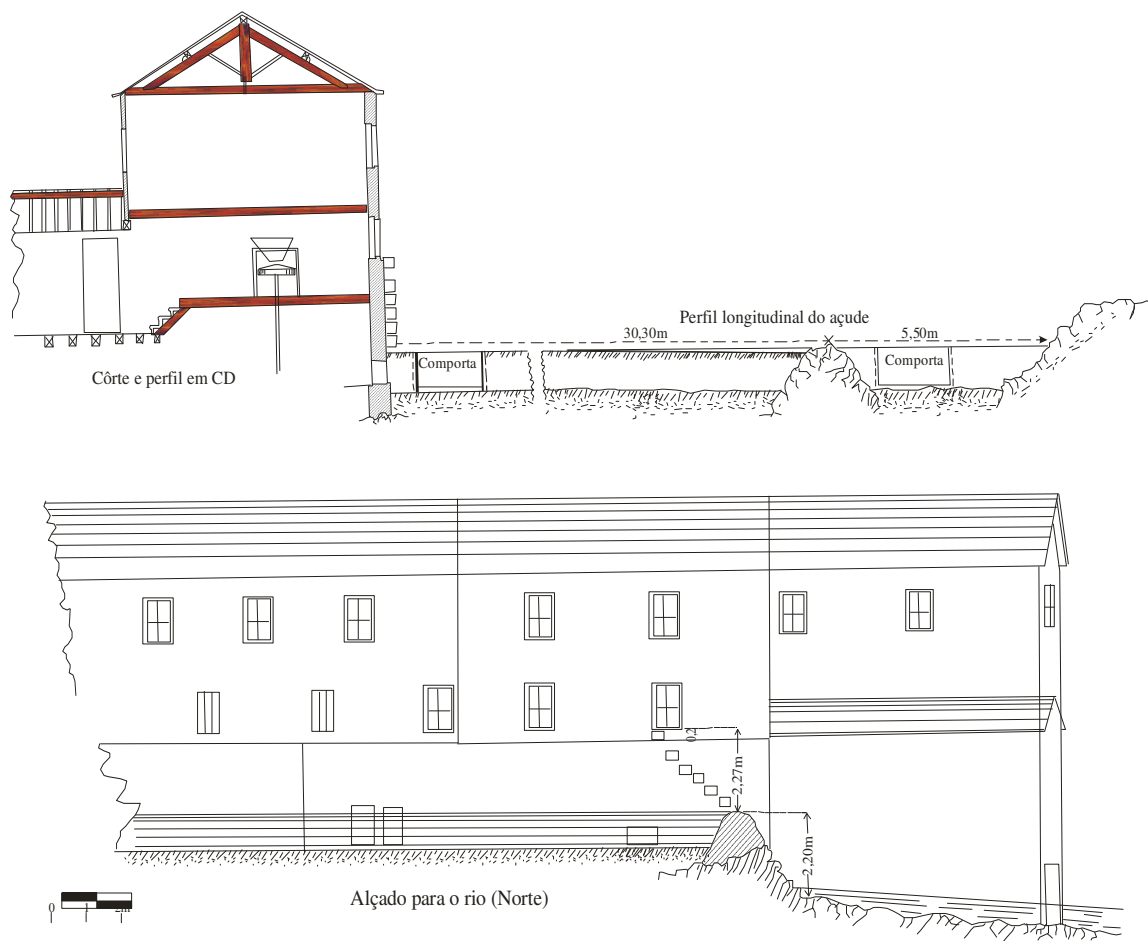 Perfil longitudinal do açude
30,30m
5,50m
Comporta
Comporta
Côrte e perfil em CD
0,2
2,27m
2,20m
0 1 2m
Alçado para o rio (Norte)